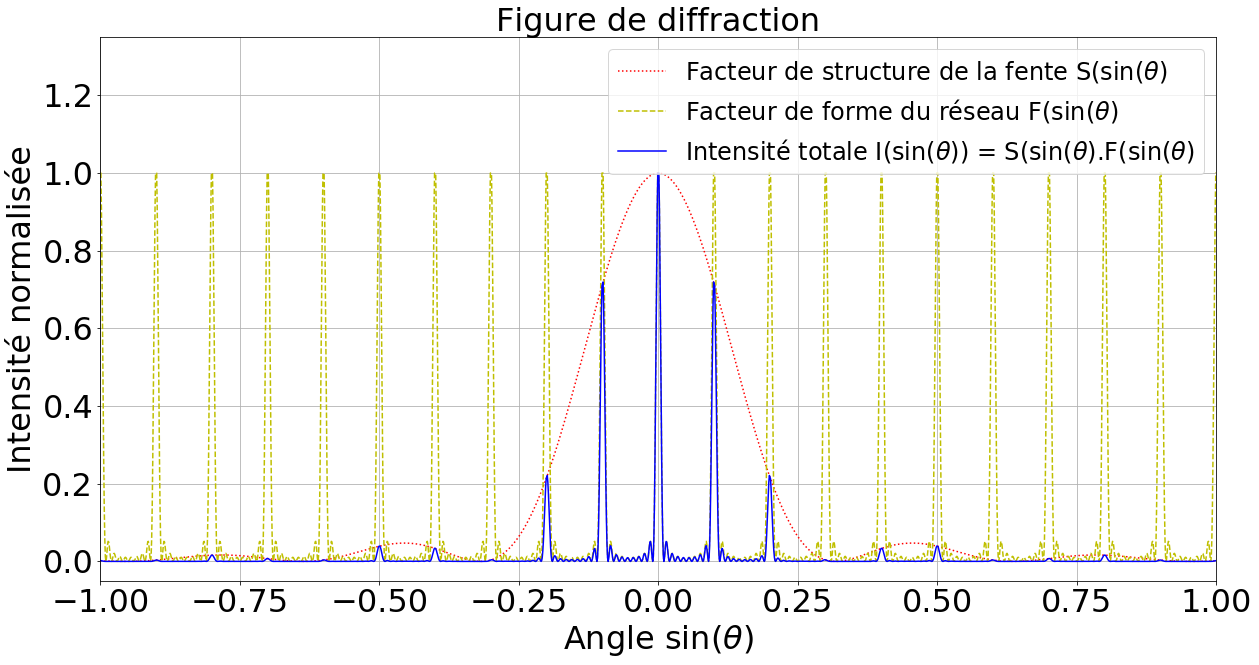 Figure de diffraction
Facteur de structure de la fente S(sin(θ)
Facteur de forme du réseau F(sin(θ)
Intensité totale I(sin(θ)) = S(sin(θ).F(sin(θ)
Intensité normalisée
1.2
1.0
0.8
0.6
0.4
0.2
0.0
−1.00 −0.75 −0.50 −0.25 0.00 0.25 0.50 0.75 1.00
Angle sin(θ)